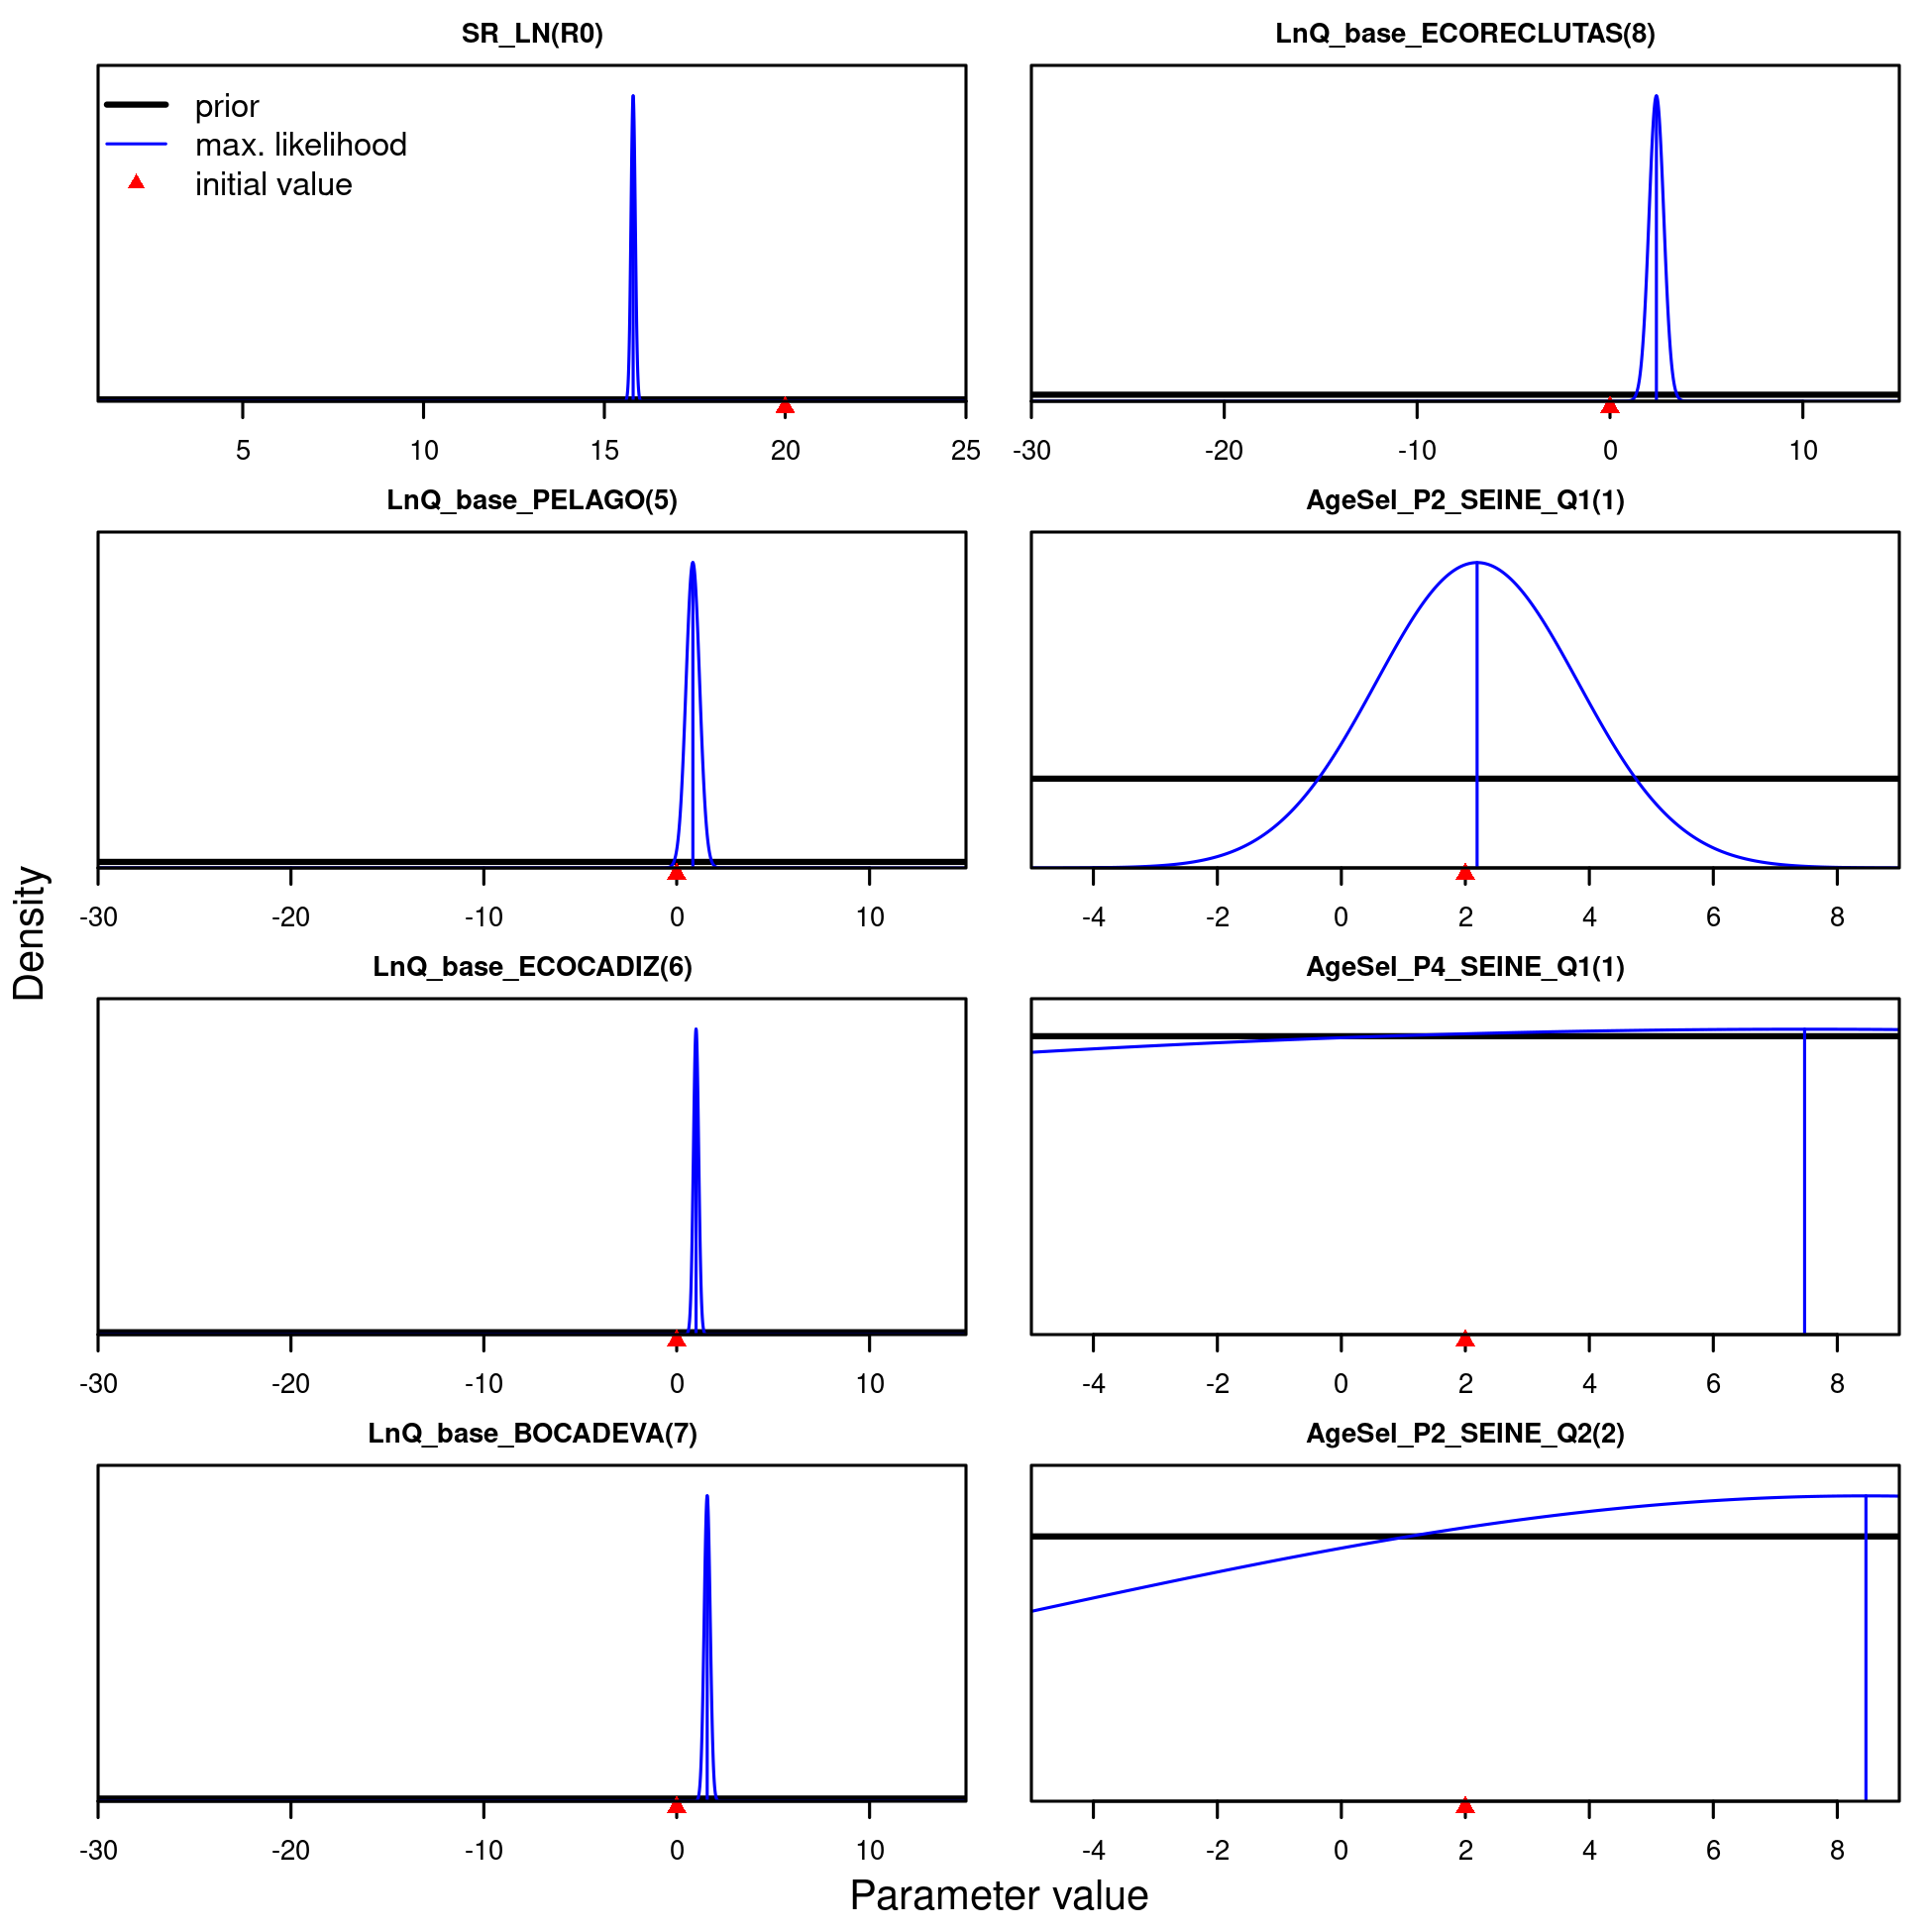 SR_LN(R0)
prior
max. likelihood
initial value
5 10 15 20 25
LnQ_base_ECORECLUTAS(8)
-30 -20 -10 0 10
LnQ_base_PELAGO(5)
-30 -20 -10 0 10
AgeSel_P2_SEINE_Q1(1)
-4 -2 0 2 4 6 8
LnQ_base_ECOCADIZ(6)
-30 -20 -10 0 10
AgeSel_P4_SEINE_Q1(1)
-4 -2 0 2 4 6 8
LnQ_base_BOCADEVA(7)
-30 -20 -10 0 10
AgeSel_P2_SEINE_Q2(2)
-4 -2 0 2 4 6 8
Density
Parameter value